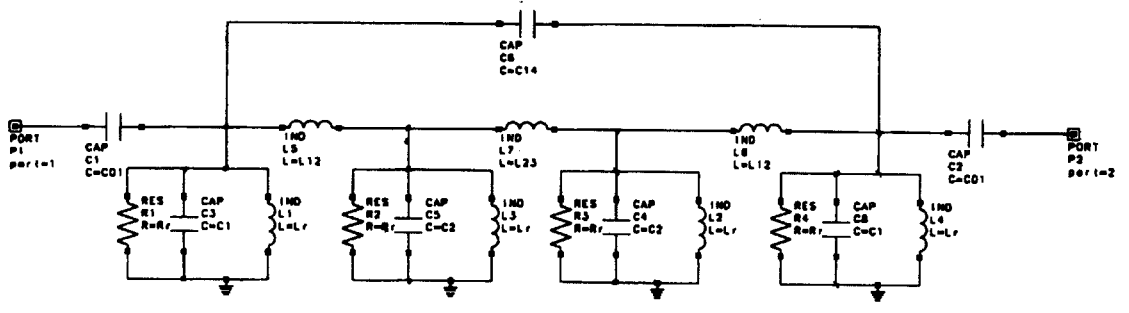 CAP
C6
C=C14
PORT
P1
port=1
CAP
C1
C=C01
IND
L5
L=L12
IND
L7
L=L23
IND
L6
L=L12
CAP
C2
C=C01
PORT
P2
port=2
RES
R1
R=Rr
CAP
C3
C=C1
IND
L1
L=Lr
RES
R2
R=Rr
CAP
C5
C=C2
IND
L3
L=Lr
RES
R3
R=Rr
CAP
C4
C=C2
IND
L2
L=Lr
RES
R4
R=Rr
CAP
C8
C=C1
IND
L4
L=Lr